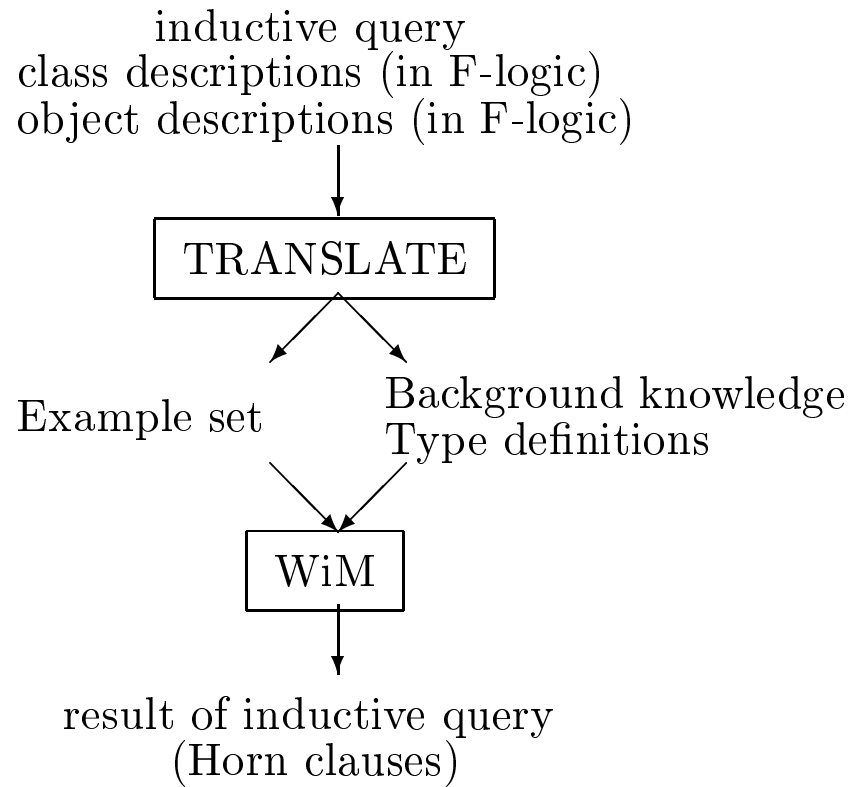 inductive query
class descriptions (in F-logic)
object descriptions (in F-logic)
TRANSLATE
Example set
Background knowledge
Type definitions
WiM
result of inductive query
(Horn clauses)